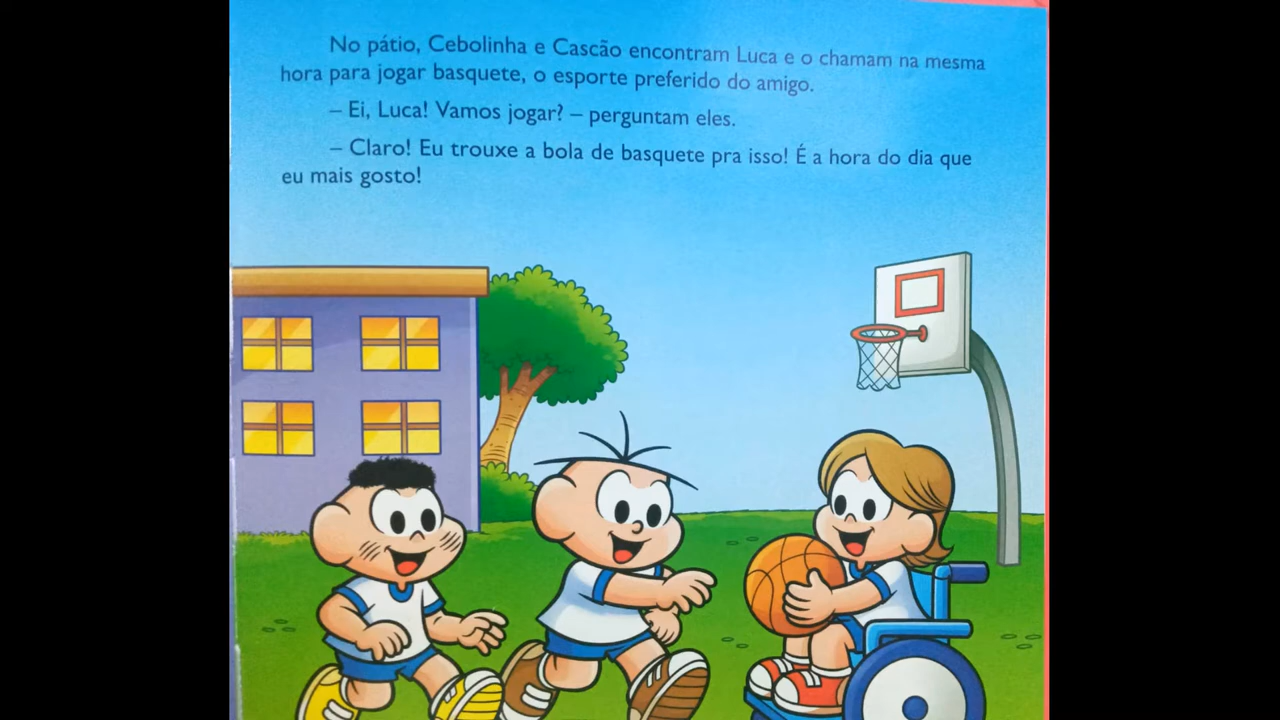 No pátio, Cebolinha e Cascão encontram Luca e o chamam na mesma
hora para jogar basquete, o esporte preferido do amigo.
– Ei, Luca! Vamos jogar? – perguntam eles.
– Claro! Eu trouxe a bola de basquete pra isso! É a hora do dia que
eu mais gosto!